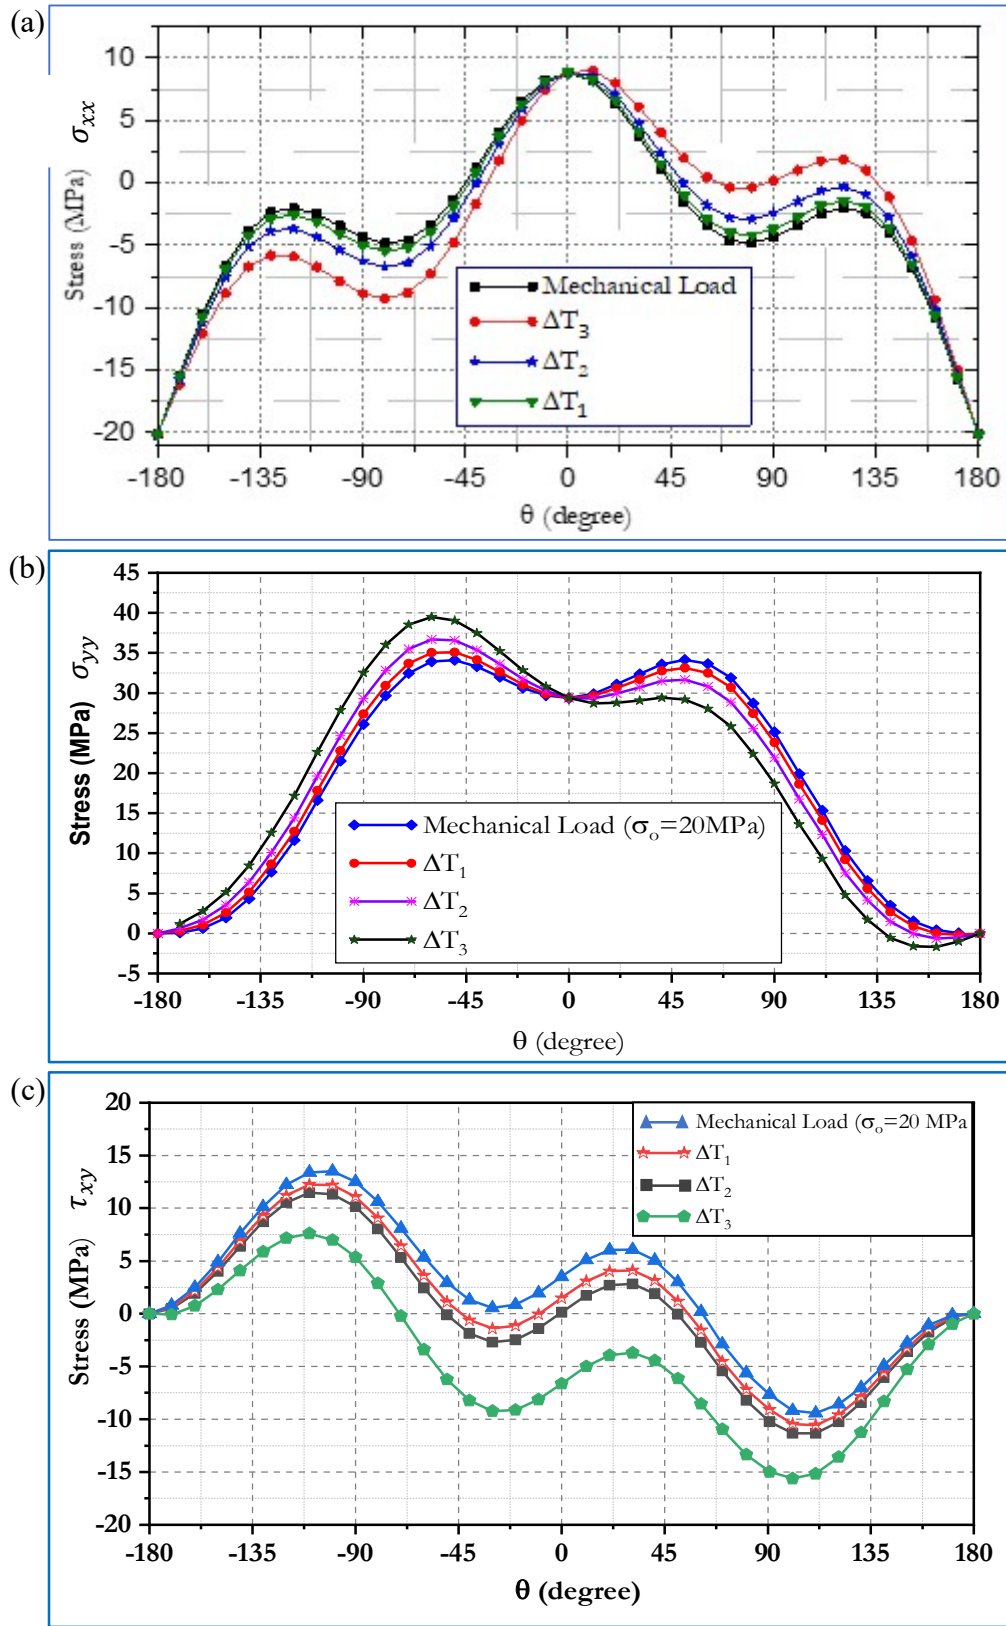 (a)
σxx
Stress (MPa)
10
5
0
-5
-10
-15
-20
Mechanical Load
ΔT3
ΔT2
ΔT1
-180 -135 -90 -45 0 45 90 135 180
θ (degree)
(b)
σyy
Stress (MPa)
45
40
35
30
25
20
15
10
5
0
-5
Mechanical Load (σo=20MPa)
ΔT1
ΔT2
ΔT3
-180 -135 -90 -45 0 45 90 135 180
θ (degree)
(c)
τxy
Stress (MPa)
20
15
10
5
0
-5
-10
-15
-20
Mechanical Load (σo=20 MPa
ΔT1
ΔT2
ΔT3
-180 -135 -90 -45 0 45 90 135 180
θ (degree)